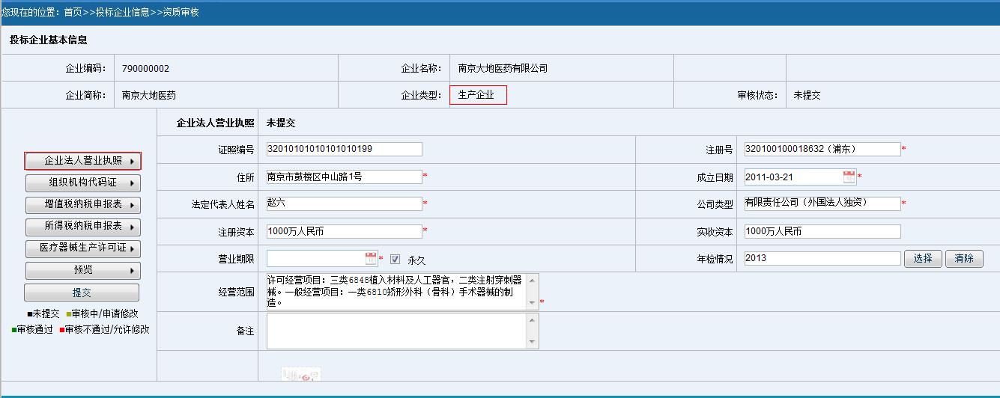 您现在的位置：首页>>投标企业信息>>资质审核
投标企业基本信息
企业编码： 790000002 企业名称： 南京大地医药有限公司
企业简称： 南京大地医药 企业类型： 生产企业 审核状态： 未提交
企业法人营业执照 未提交
企业法人营业执照
组织机构代码证
增值税纳税申报表
所得税纳税申报表
医疗器械生产许可证
预览
提交
■未提交 ■审核中/申请修改
■审核通过 ■审核不通过/允许修改
证照编号 32010101010101010199 注册号 320100100018632（浦东） *
住所 南京市鼓楼区中山路1号 * 成立日期 2011-03-21 *
法定代表人姓名 赵六 * 公司类型 有限责任公司（外国法人独资） *
注册资本 1000万人民币 * 实收资本 1000万人民币
营业期限 * 永久 年检情况 2013 选择 清除
经营范围 许可经营项目：三类6848植入材料及人工器官，二类注射穿刺器
械。一般经营项目：一类6810矫形外科（骨科）手术器械的制
造。 *
备注